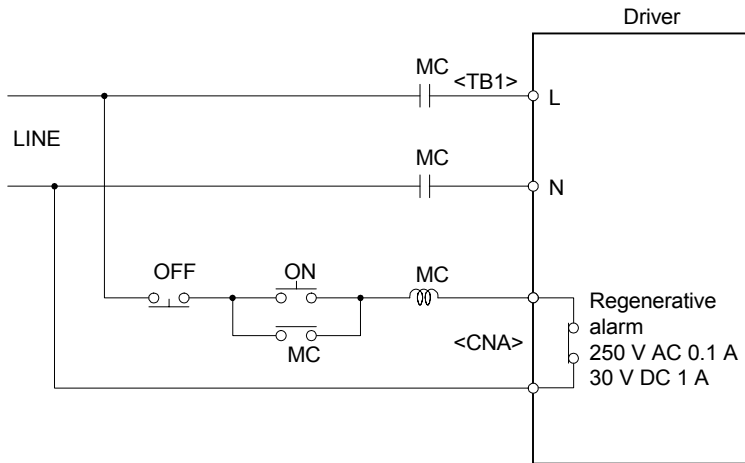 Driver
MC
<TB1>
L
LINE
MC
N
OFF
ON
MC
MC
<CNA>
Regenerative
alarm
250 V AC 0.1 A
30 V DC 1 A